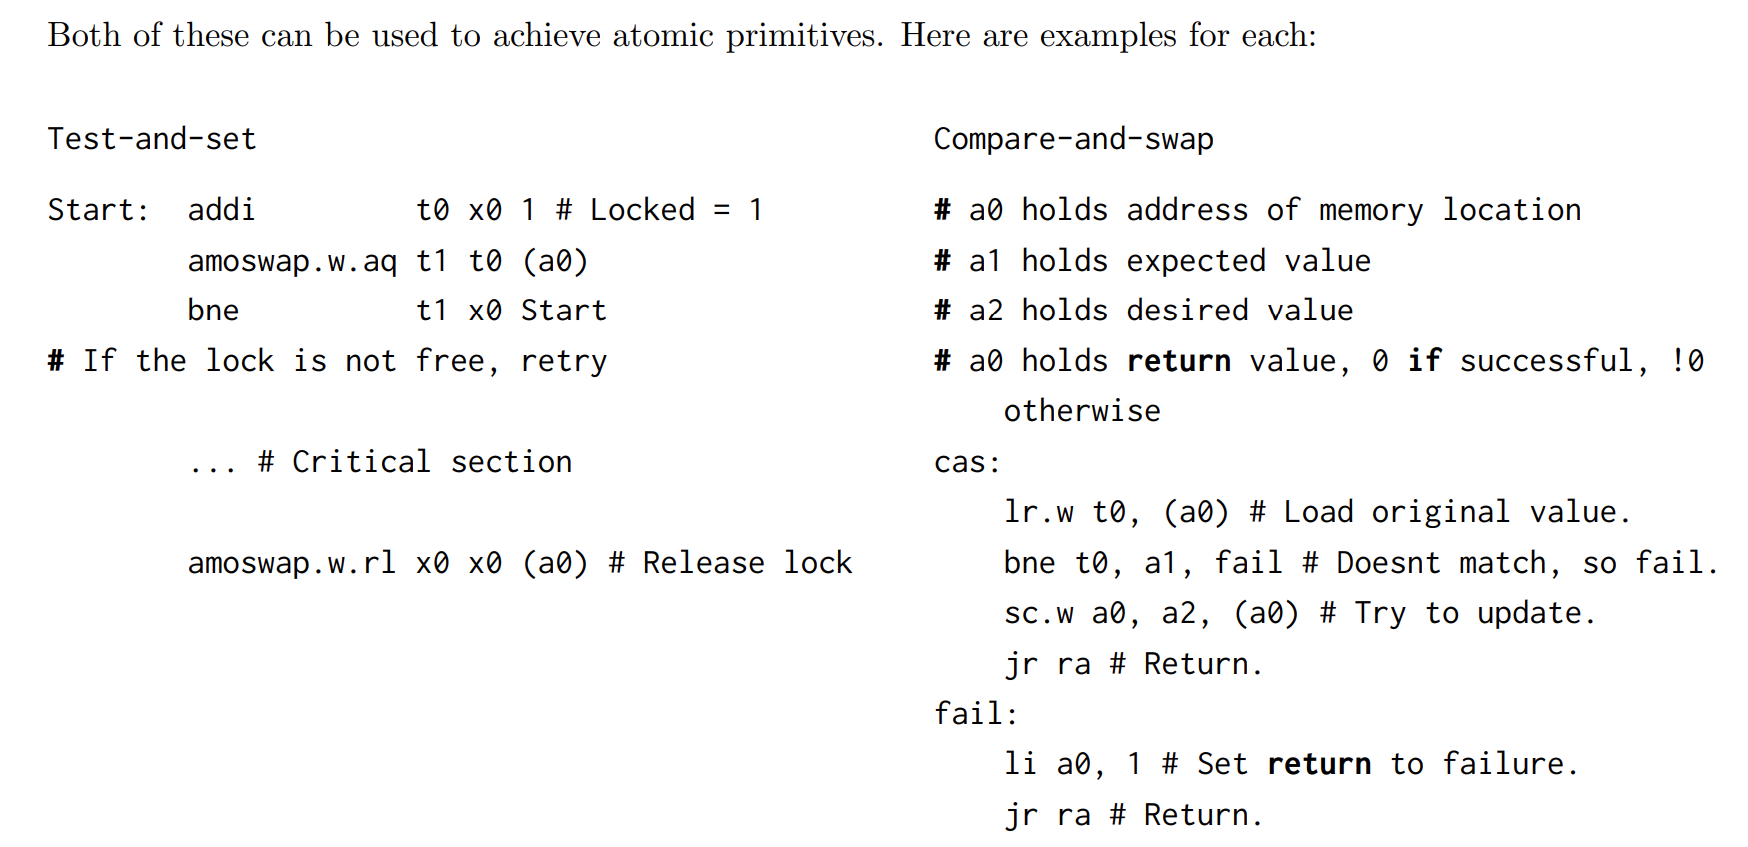 Both of these can be used to achieve atomic primitives. Here are examples for each:
Test-and-set
Start: addi t0 x0 1 # Locked = 1
amoswap.w.aq t1 t0 (a0)
bne t1 x0 Start
# If the lock is not free, retry
... # Critical section
amoswap.w.rl x0 x0 (a0) # Release lock
Compare-and-swap
# a0 holds address of memory location
# a1 holds expected value
# a2 holds desired value
# a0 holds return value, 0 if successful, !0
otherwise
cas:
lr.w t0, (a0) # Load original value.
bne t0, a1, fail # Doesnt match, so fail.
sc.w a0, a2, (a0) # Try to update.
jr ra # Return.
fail:
li a0, 1 # Set return to failure.
jr ra # Return.